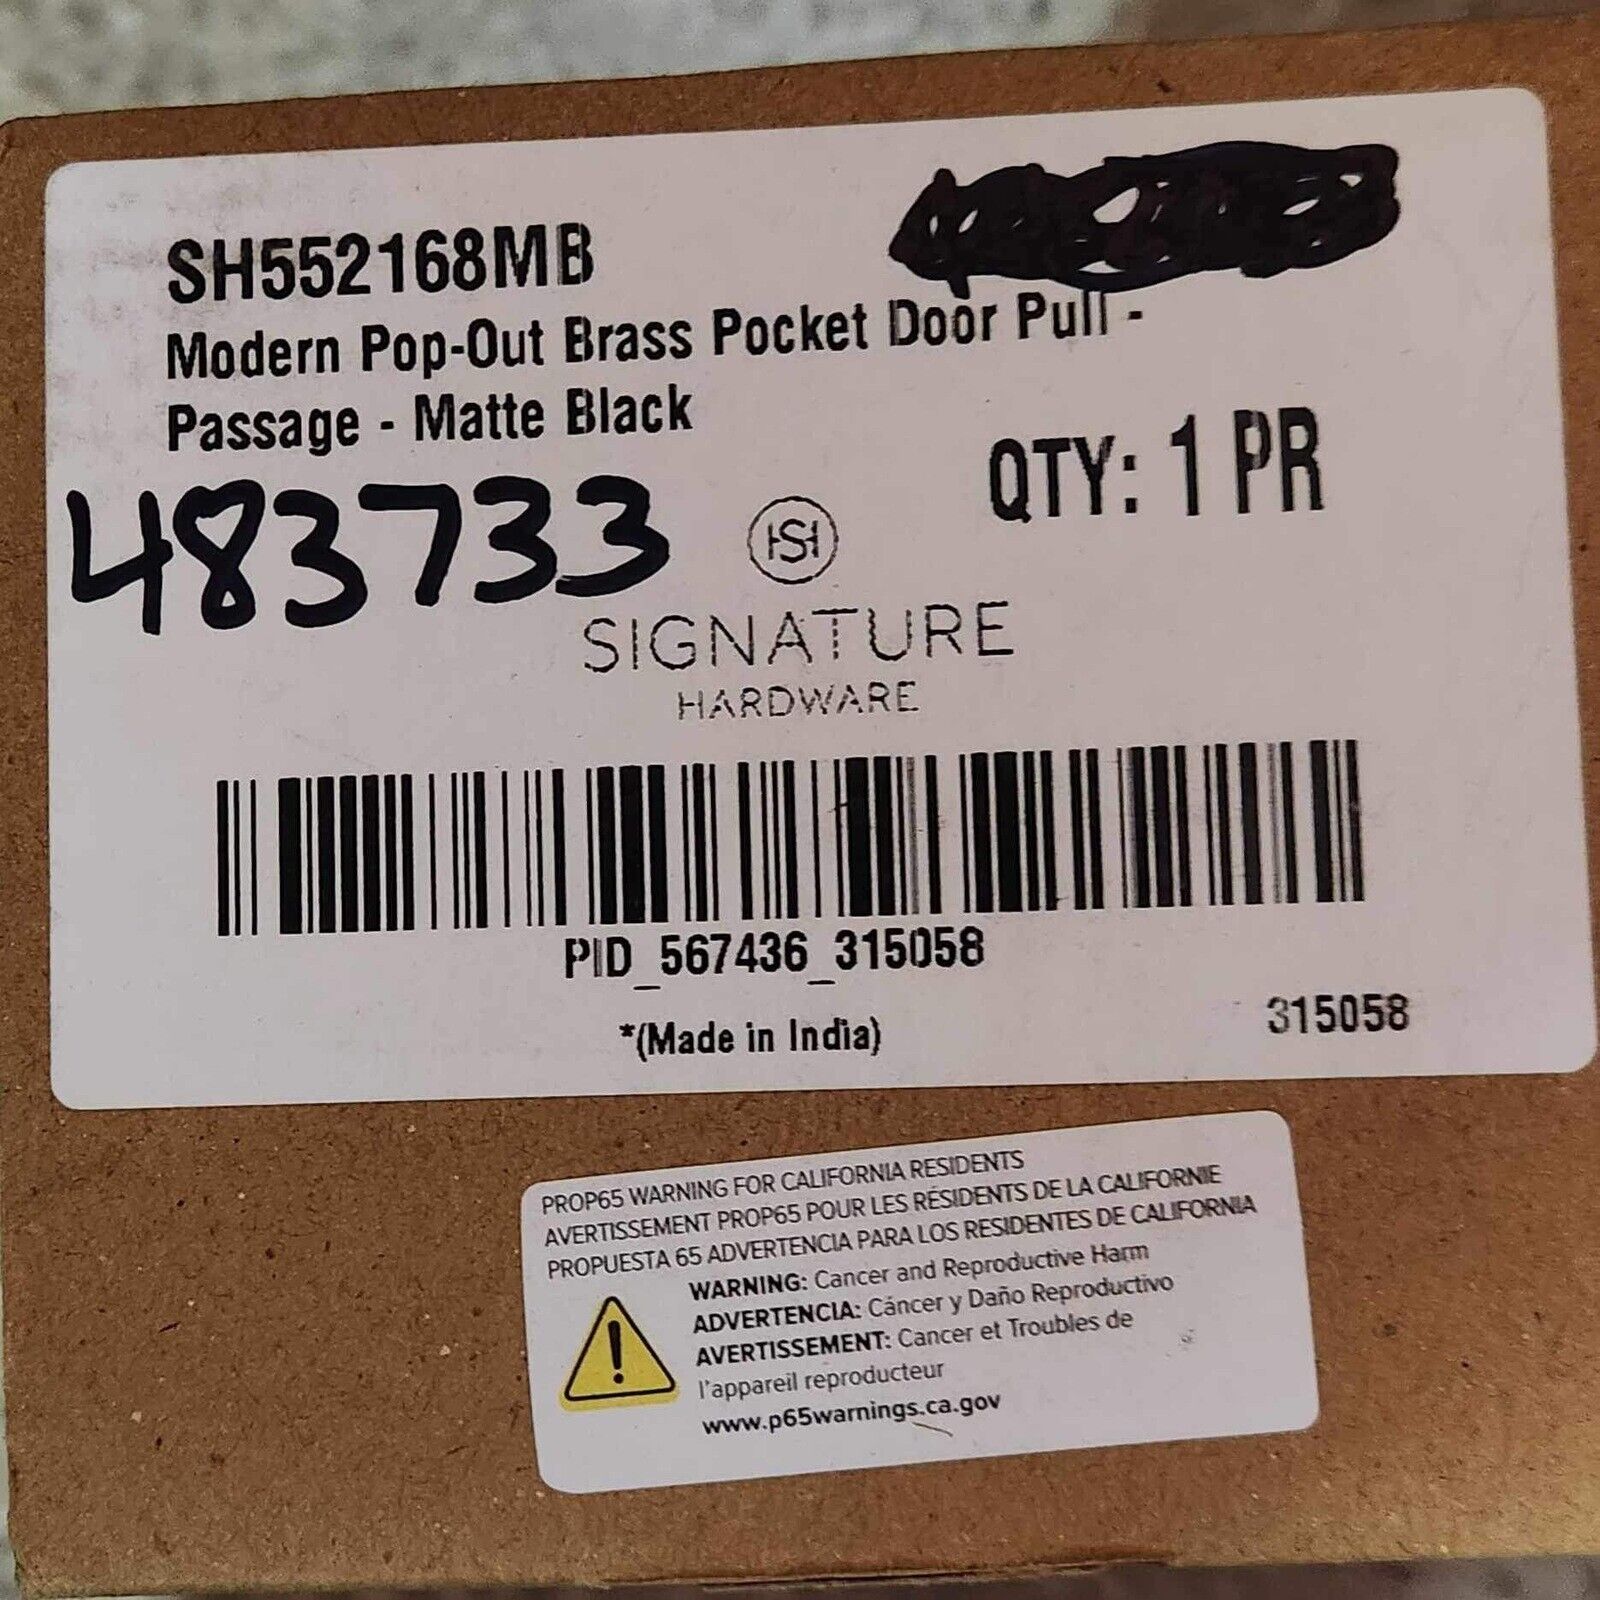 SH552168MB
Modern Pop-Out Brass Pocket Door Pull -
Passage - Matte Black
QTY: 1 PR
483733
SH
SIGNATURE
HARDWARE
PID_567436_315058
*(Made in India)
315058
PROP65 WARNING FOR CALIFORNIA RESIDENTS
AVERTISSEMENT PROP65 POUR LES RÉSIDENTS DE LA CALIFORNIE
PROPUESTA 65 ADVERTENCIA PARA LOS RESIDENTES DE CALIFORNIA
WARNING: Cancer and Reproductive Harm
ADVERTENCIA: Cáncer y Daño Reproductivo
AVERTISSEMENT: Cancer et Troubles de
l'appareil reproducteur
www.p65warnings.ca.gov